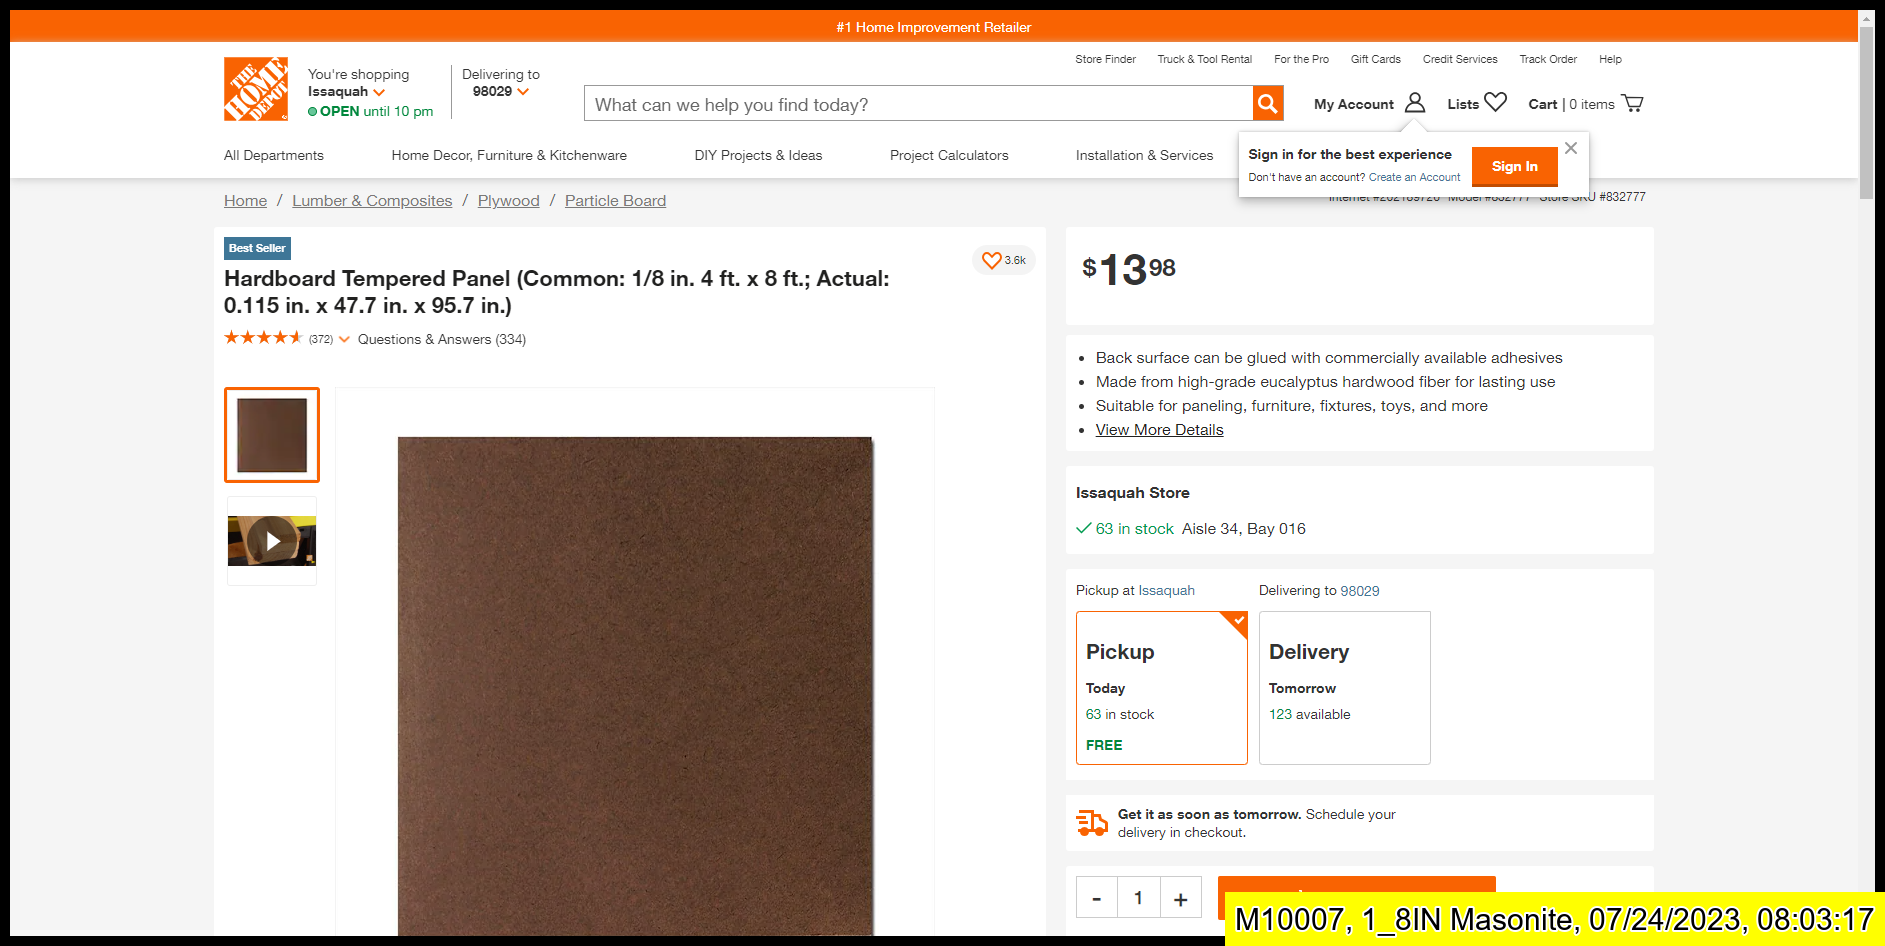 #1 Home Improvement Retailer
Store Finder Truck & Tool Rental For the Pro Gift Cards Credit Services Track Order Help
THE HOME DEPOT
You're shopping
Issaquah
OPEN until 10 pm
Delivering to
98029
What can we help you find today?
My Account Lists Cart | 0 items
All Departments Home Decor, Furniture & Kitchenware DIY Projects & Ideas Project Calculators Installation & Services
Sign in for the best experience
Don't have an account? Create an Account
Sign In
Home / Lumber & Composites / Plywood / Particle Board
Internet #202189720 Model #832777 Store SKU #832777
Best Seller
3.6k
Hardboard Tempered Panel (Common: 1/8 in. 4 ft. x 8 ft.; Actual:
0.115 in. x 47.7 in. x 95.7 in.)
(372) Questions & Answers (334)
$13 98
• Back surface can be glued with commercially available adhesives
• Made from high-grade eucalyptus hardwood fiber for lasting use
• Suitable for paneling, furniture, fixtures, toys, and more
• View More Details
Issaquah Store
63 in stock Aisle 34, Bay 016
Pickup at Issaquah
Delivering to 98029
Pickup
Today
63 in stock
FREE
Delivery
Tomorrow
123 available
Get it as soon as tomorrow. Schedule your
delivery in checkout.
- 1 +
M10007, 1_8IN Masonite, 07/24/2023, 08:03:17